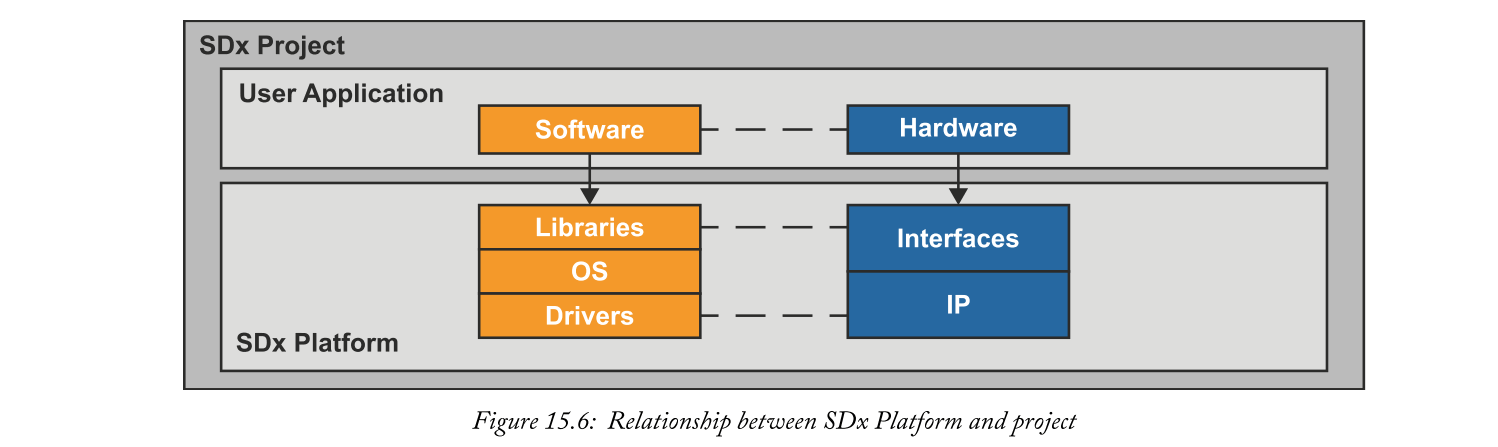 SDx Project
User Application
Software
Hardware
Libraries
Interfaces
OS
IP
Drivers
SDx Platform
Figure 15.6: Relationship between SDx Platform and project